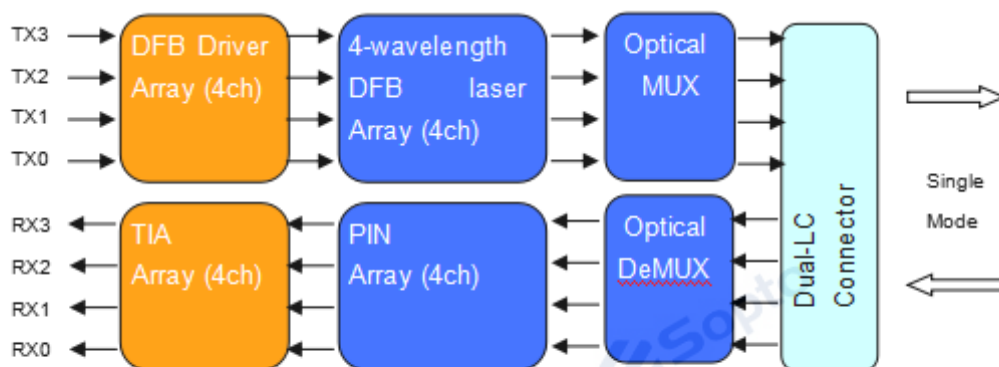 TX3
TX2
TX1
TX0
DFB Driver
Array (4ch)
4-wavelength
DFB laser
Array (4ch)
Optical
MUX
RX3
RX2
RX1
RX0
TIA
Array (4ch)
PIN
Array (4ch)
Optical
DeMUX
Dual-LC
Connector
Single
Mode
Sopto